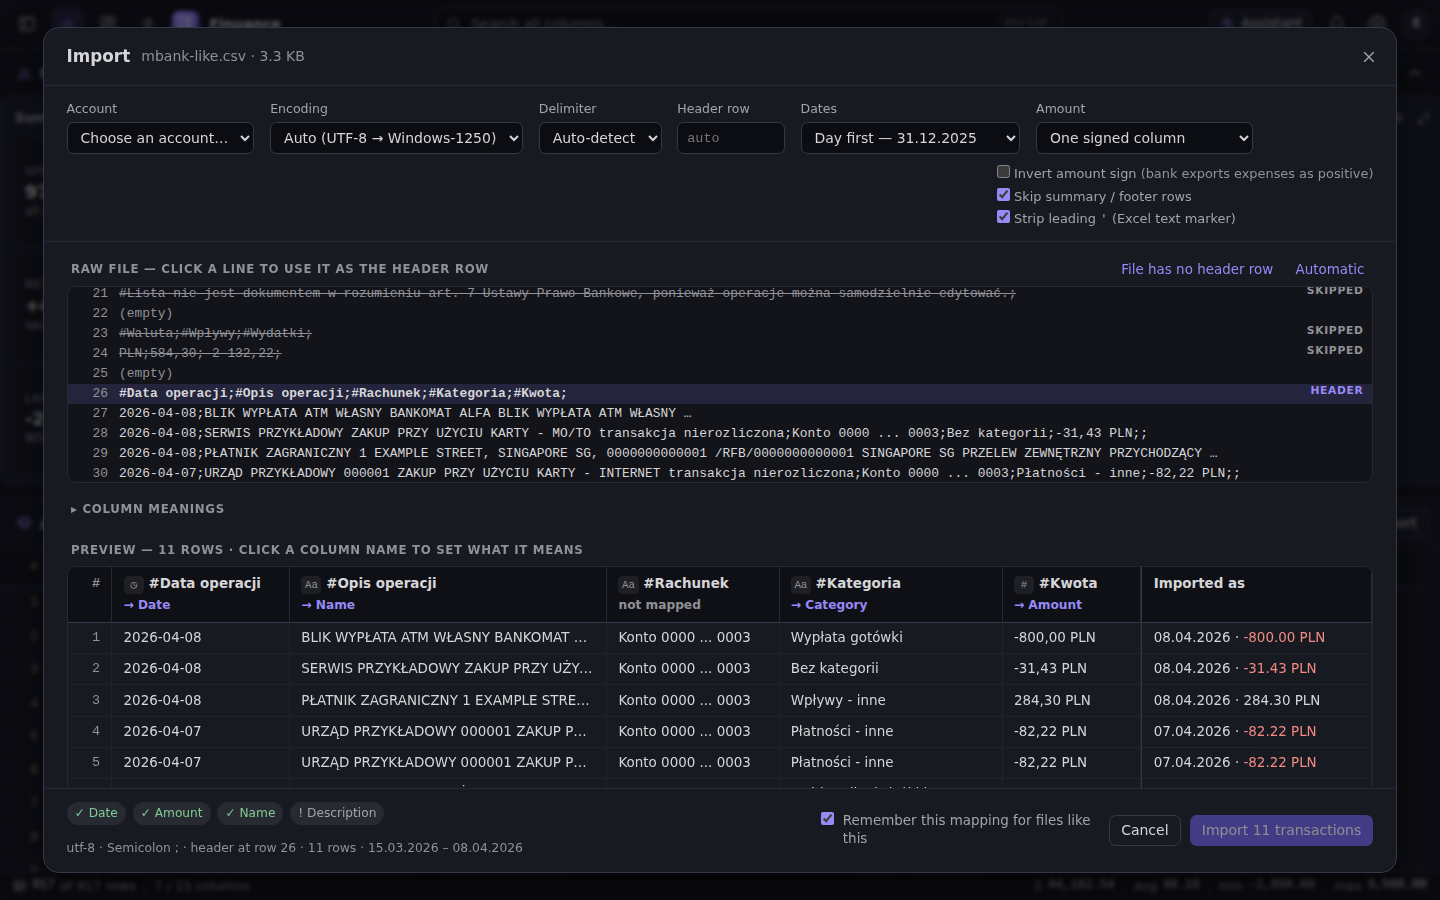 Finuance
Search all columns
Assistant
Import mbank-like.csv · 3.3 KB
×
Account Encoding Delimiter Header row Dates Amount
Choose an account… Auto (UTF-8 → Windows-1250) Auto-detect auto Day first — 31.12.2025 One signed column
Invert amount sign (bank exports expenses as positive)
Skip summary / footer rows
Strip leading ' (Excel text marker)
RAW FILE — CLICK A LINE TO USE IT AS THE HEADER ROW File has no header row Automatic
21 #Lista nie jest dokumentem w rozumieniu art. 7 Ustawy Prawo Bankowe, ponieważ operacje można samodzielnie edytować.; SKIPPED
22 (empty)
23 #Waluta;#Wpływy;#Wydatki; SKIPPED
24 PLN;584,30;-2 132,22; SKIPPED
25 (empty)
26 #Data operacji;#Opis operacji;#Rachunek;#Kategoria;#Kwota; HEADER
27 2026-04-08;BLIK WYPŁATA ATM WŁASNY BANKOMAT ALFA BLIK WYPŁATA ATM WŁASNY …
28 2026-04-08;SERWIS PRZYKŁADOWY ZAKUP PRZY UŻYCIU KARTY - MO/TO transakcja nierozliczona;Konto 0000 ... 0003;Bez kategorii;-31,43 PLN;;
29 2026-04-08;PŁATNIK ZAGRANICZNY 1 EXAMPLE STREET, SINGAPORE SG, 0000000000001 /RFB/0000000000001 SINGAPORE SG PRZELEW ZEWNĘTRZNY PRZYCHODZĄCY …
30 2026-04-07;URZĄD PRZYKŁADOWY 000001 ZAKUP PRZY UŻYCIU KARTY - INTERNET transakcja nierozliczona;Konto 0000 ... 0003;Płatności - inne;-82,22 PLN;;
▸ COLUMN MEANINGS
PREVIEW — 11 ROWS · CLICK A COLUMN NAME TO SET WHAT IT MEANS
# #Data operacji Aa #Opis operacji Aa #Rachunek Aa #Kategoria # #Kwota Imported as
→ Date → Name not mapped → Category → Amount
1 2026-04-08 BLIK WYPŁATA ATM WŁASNY BANKOMAT … Konto 0000 ... 0003 Wypłata gotówki -800,00 PLN 08.04.2026 · -800.00 PLN
2 2026-04-08 SERWIS PRZYKŁADOWY ZAKUP PRZY UŻY… Konto 0000 ... 0003 Bez kategorii -31,43 PLN 08.04.2026 · -31.43 PLN
3 2026-04-08 PŁATNIK ZAGRANICZNY 1 EXAMPLE STRE… Konto 0000 ... 0003 Wpływy - inne 284,30 PLN 08.04.2026 · 284.30 PLN
4 2026-04-07 URZĄD PRZYKŁADOWY 000001 ZAKUP P… Konto 0000 ... 0003 Płatności - inne -82,22 PLN 07.04.2026 · -82.22 PLN
5 2026-04-07 URZĄD PRZYKŁADOWY 000001 ZAKUP P… Konto 0000 ... 0003 Płatności - inne -82,22 PLN 07.04.2026 · -82.22 PLN
✓ Date ✓ Amount ✓ Name ! Description
Remember this mapping for files like
this
Cancel Import 11 transactions
utf-8 · Semicolon ; · header at row 26 · 11 rows · 15.03.2026 – 08.04.2026
917 of 917 rows 7 / 15 columns